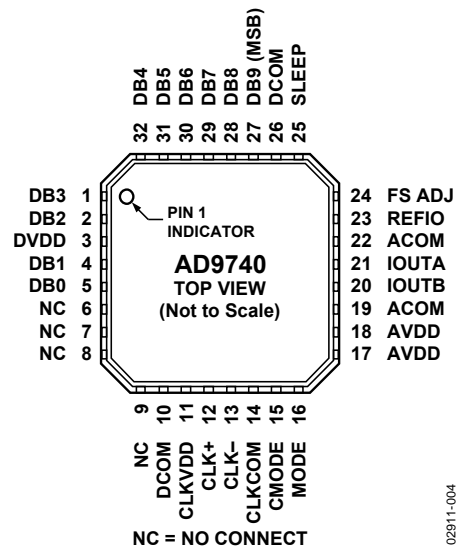 32 DB4
31 DB5
30 DB6
29 DB7
28 DB8
27 DB9 (MSB)
26 DCOM
25 SLEEP
DB3 1
DB2 2
DVDD 3
DB1 4
DB0 5
NC 6
NC 7
NC 8
PIN 1
INDICATOR
AD9740
TOP VIEW
(Not to Scale)
24 FS ADJ
23 REFIO
22 ACOM
21 IOUTA
20 IOUTB
19 ACOM
18 AVDD
17 AVDD
NC 9
DCOM 10
CLKVDD 11
CLK+ 12
CLK– 13
CLKCOM 14
CMODE 15
MODE 16
NC = NO CONNECT
02911-004